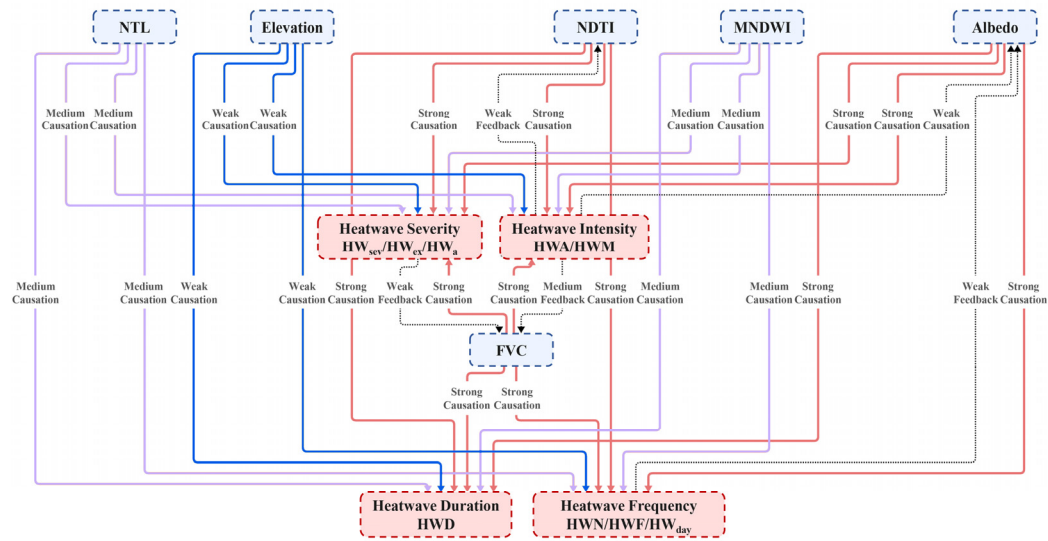 NTL
Elevation
NDTI
MNDWI
Albedo
Medium
Causation
Medium
Causation
Weak
Causation
Weak
Causation
Strong
Causation
Weak
Feedback
Strong
Causation
Medium
Causation
Medium
Causation
Strong
Causation
Strong
Causation
Weak
Causation
Heatwave Severity
HWsev/HWex/HWa
Heatwave Intensity
HWA/HWM
Medium
Causation
Medium
Causation
Weak
Causation
Weak
Causation
Strong
Causation
Weak
Feedback
Strong
Causation
Strong
Causation
Medium
Feedback
Strong
Causation
Medium
Causation
Medium
Causation
Strong
Causation
Weak
Feedback
Strong
Causation
FVC
Strong
Causation
Strong
Causation
Heatwave Duration
HWD
Heatwave Frequency
HWN/HWF/HWday